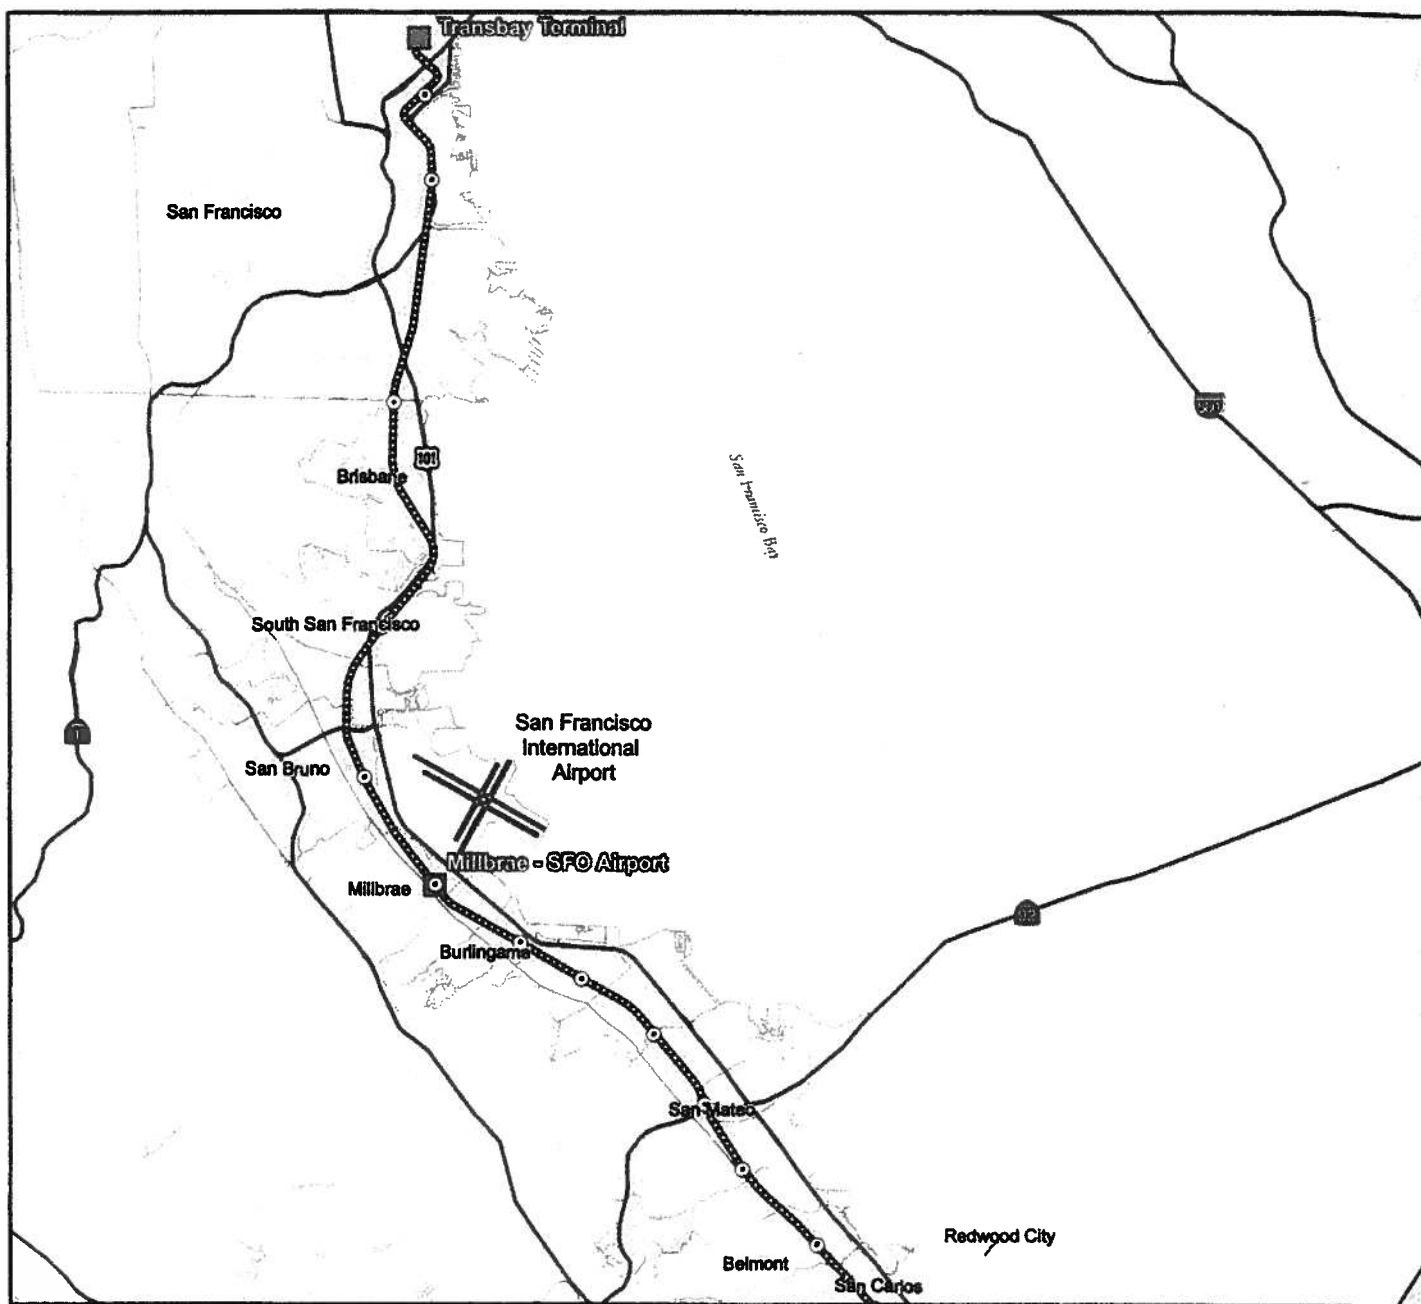 Transbay Terminal
San Francisco
101
Brisbane
San Francisco Bay
South San Francisco
1
San Francisco
International
Airport
San Bruno
Millbrae - SFO Airport
Millbrae
92
Burlingama
San Mateo
Redwood City
Belmont
San Carlos